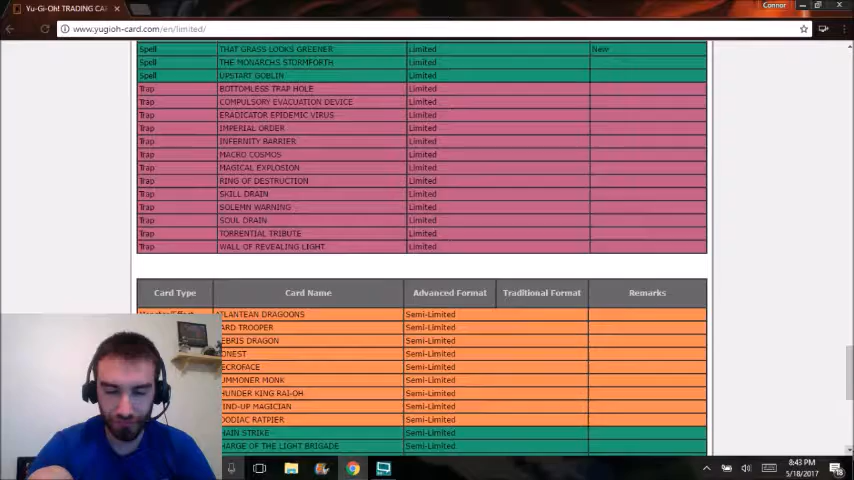 Yu-Gi-Oh! TRADING CA
Connor
www.yugioh-card.com/en/limited/
Spell THAT GRASS LOOKS GREENER Limited New
Spell THE MONARCHS STORMFORTH Limited
Spell UPSTART GOBLIN Limited
Trap BOTTOMLESS TRAP HOLE Limited
Trap COMPULSORY EVACUATION DEVICE Limited
Trap ERADICATOR EPIDEMIC VIRUS Limited
Trap IMPERIAL ORDER Limited
Trap INFERNITY BARRIER Limited
Trap MACRO COSMOS Limited
Trap MAGICAL EXPLOSION Limited
Trap RING OF DESTRUCTION Limited
Trap SKILL DRAIN Limited
Trap SOLEMN WARNING Limited
Trap SOUL DRAIN Limited
Trap TORRENTIAL TRIBUTE Limited
Trap WALL OF REVEALING LIGHT Limited
Card Type Card Name Advanced Format Traditional Format Remarks
Monster/Effect ATLANTEAN DRAGOONS Semi-Limited
ARD TROOPER Semi-Limited
EBRIS DRAGON Semi-Limited
ONEST Semi-Limited
ECROFACE Semi-Limited
UMMONER MONK Semi-Limited
HUNDER KING RAI-OH Semi-Limited
IND-UP MAGICIAN Semi-Limited
OODIAC RATPIER Semi-Limited
HAIN STRIKE Semi-Limited
HARGE OF THE LIGHT BRIGADE Semi-Limited
8:43 PM
5/18/2017